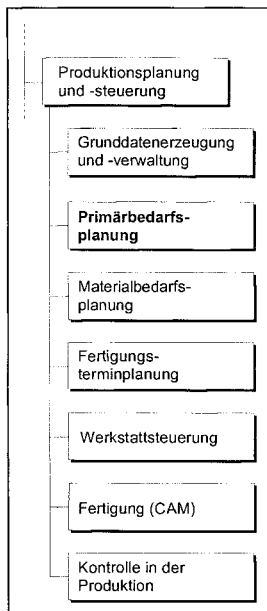 Produktionsplanung
und -steuerung
Grunddatenerzeugung
und -verwaltung
Primärbedarfs-
planung
Materialbedarfs-
planung
Fertigungs-
terminplanung
Werkstattsteuerung
Fertigung (CAM)
Kontrolle in der
Produktion